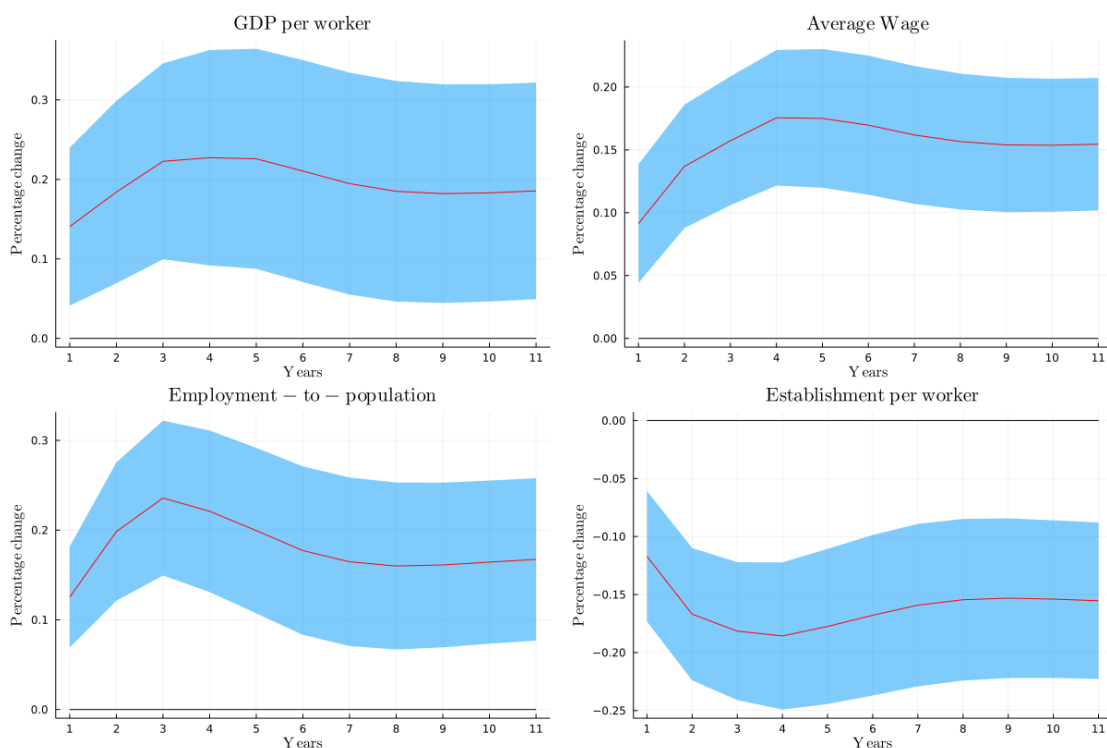 GDP per worker
Percentage change
0.3
0.2
0.1
0.0
1 2 3 4 5 6 7 8 9 10 11
Years
Average Wage
Percentage change
0.20
0.15
0.10
0.05
0.00
1 2 3 4 5 6 7 8 9 10 11
Years
Employment − to − population
Percentage change
0.3
0.2
0.1
0.0
1 2 3 4 5 6 7 8 9 10 11
Years
Establishment per worker
Percentage change
0.00
−0.05
−0.10
−0.15
−0.20
−0.25
1 2 3 4 5 6 7 8 9 10 11
Years